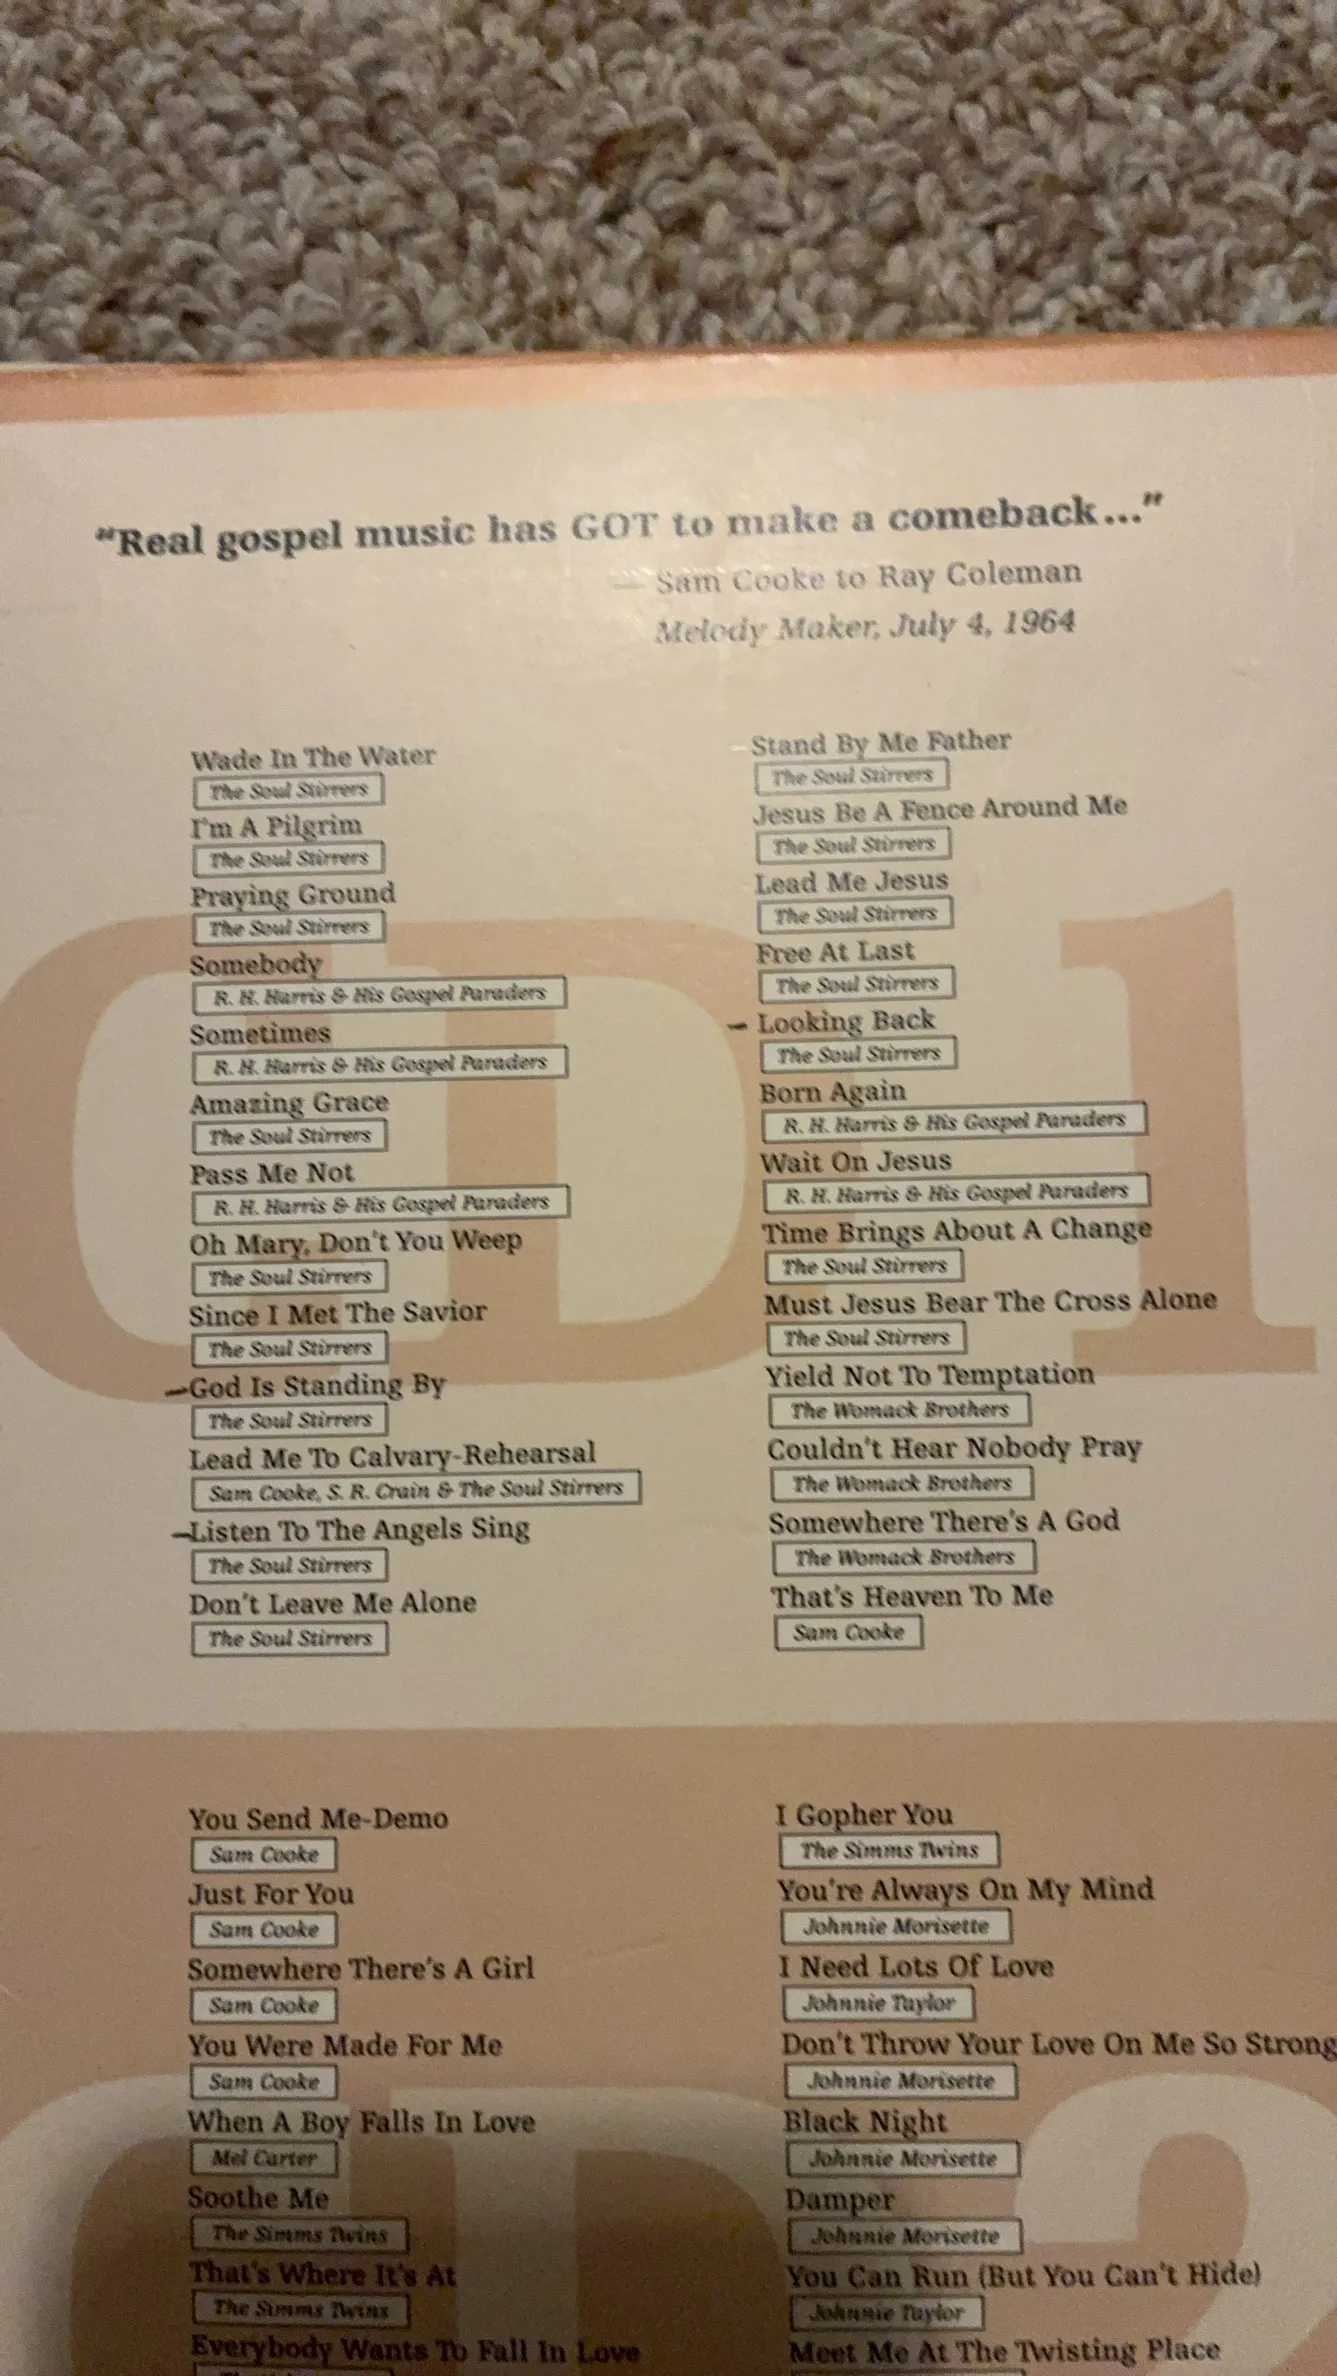 "Real gospel music has GOT to make a comeback..."
— Sam Cooke to Ray Coleman
Melody Maker, July 4, 1964
Wade In The Water
The Soul Stirrers
I'm A Pilgrim
The Soul Stirrers
Praying Ground
The Soul Stirrers
Somebody
R. H. Harris & His Gospel Paraders
Sometimes
R. H. Harris & His Gospel Paraders
Amazing Grace
The Soul Stirrers
Pass Me Not
R. H. Harris & His Gospel Paraders
Oh Mary, Don't You Weep
The Soul Stirrers
Since I Met The Savior
The Soul Stirrers
God Is Standing By
The Soul Stirrers
Lead Me To Calvary-Rehearsal
Sam Cooke, S. R. Crain & The Soul Stirrers
Listen To The Angels Sing
The Soul Stirrers
Don't Leave Me Alone
The Soul Stirrers
Stand By Me Father
The Soul Stirrers
Jesus Be A Fence Around Me
The Soul Stirrers
Lead Me Jesus
The Soul Stirrers
Free At Last
The Soul Stirrers
Looking Back
The Soul Stirrers
Born Again
R. H. Harris & His Gospel Paraders
Wait On Jesus
R. H. Harris & His Gospel Paraders
Time Brings About A Change
The Soul Stirrers
Must Jesus Bear The Cross Alone
The Soul Stirrers
Yield Not To Temptation
The Womack Brothers
Couldn't Hear Nobody Pray
The Womack Brothers
Somewhere There's A God
The Womack Brothers
That's Heaven To Me
Sam Cooke
CD 1
You Send Me-Demo
Sam Cooke
Just For You
Sam Cooke
Somewhere There's A Girl
Sam Cooke
You Were Made For Me
Sam Cooke
When A Boy Falls In Love
Mel Carter
Soothe Me
The Simms Twins
That's Where It's At
The Simms Twins
Everybody Wants To Fall In Love
I Gopher You
The Simms Twins
You're Always On My Mind
Johnnie Morisette
I Need Lots Of Love
Johnnie Taylor
Don't Throw Your Love On Me So Strong
Johnnie Morisette
Black Night
Johnnie Morisette
Damper
Johnnie Morisette
You Can Run (But You Can't Hide)
Johnnie Taylor
Meet Me At The Twisting Place
CD 2